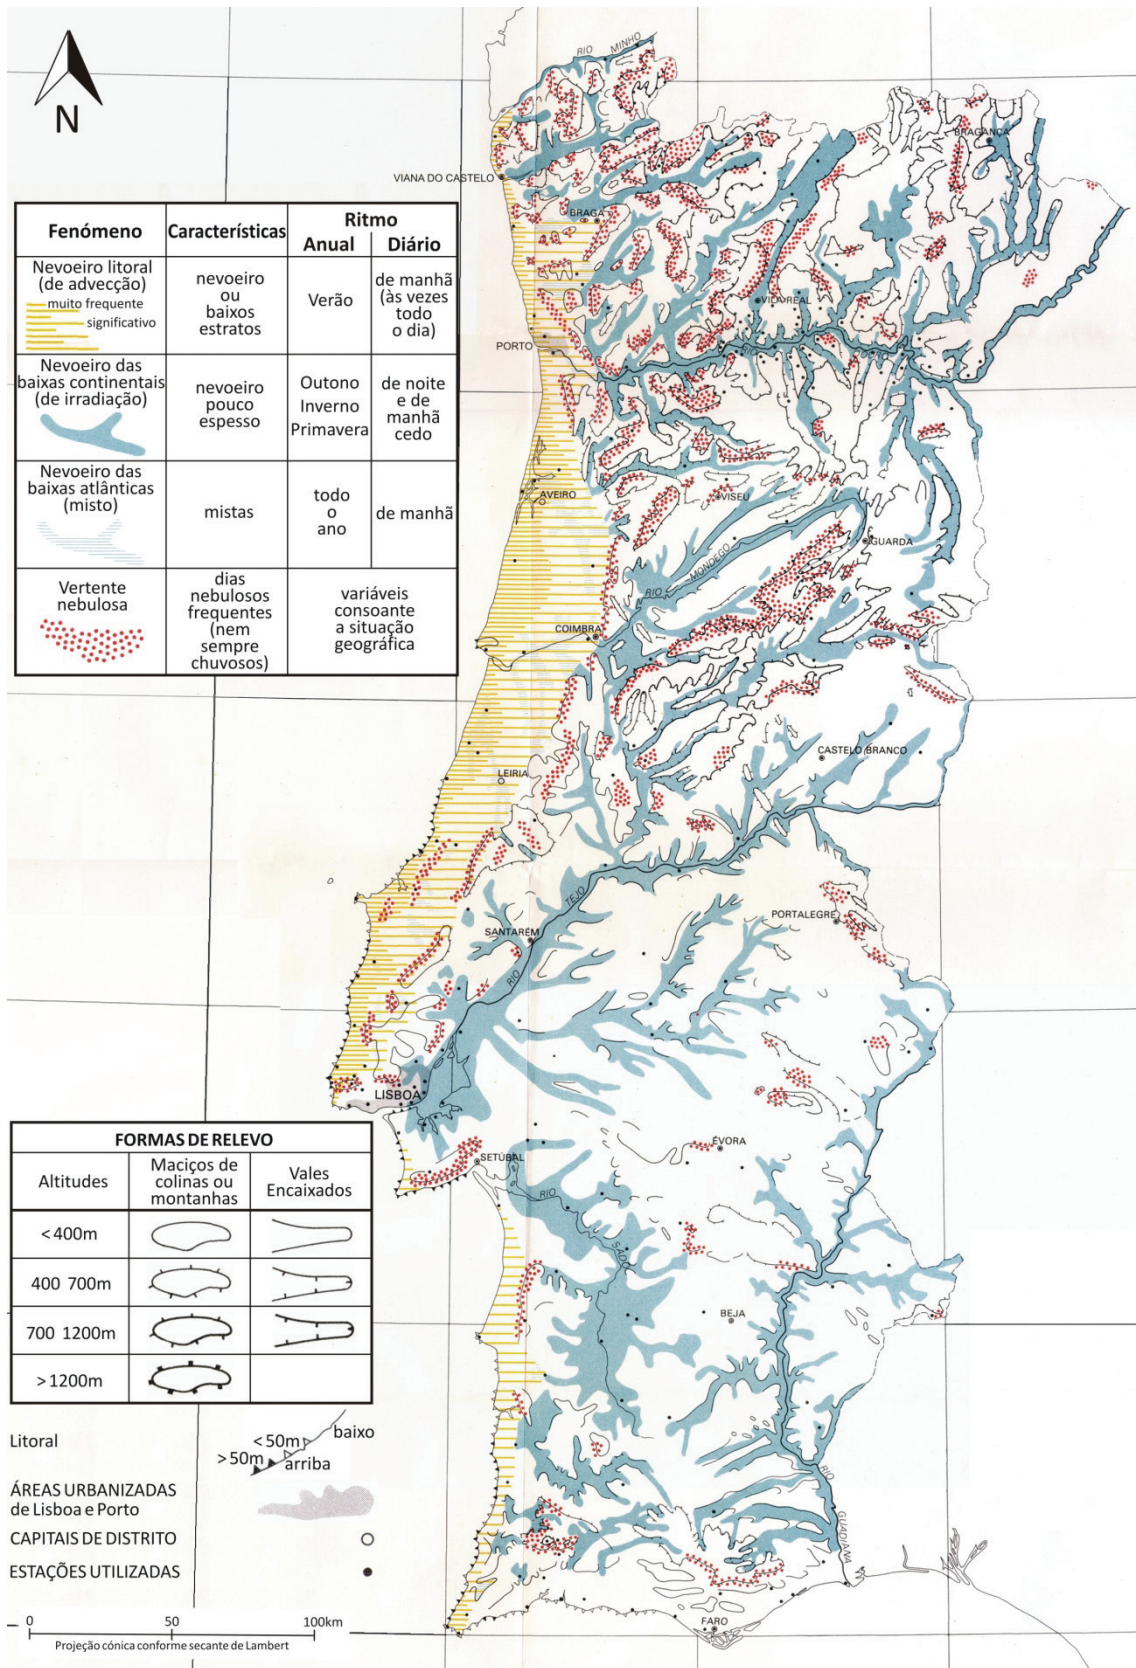 N
RIO MINHO
BRAGANÇA
VIANA DO CASTELO
BRAGA
VILA REAL
PORTO
RIO DOURO
AVEIRO
VISEU
GUARDA
RIO MONDEGO
COIMBRA
CASTELO BRANCO
LEIRIA
RIO TEJO
SANTARÉM
PORTALEGRE
LISBOA
ÉVORA
SETÚBAL
RIO SADO
BEJA
RIO GUADIANA
FARO
Fenómeno
Características
Ritmo
Anual
Diário
Nevoeiro litoral
(de advecção)
muito frequente
significativo
nevoeiro
ou
baixos
estratos
Verão
de manhã
(às vezes
todo
o dia)
Nevoeiro das
baixas continentais
(de irradiação)
nevoeiro
pouco
espesso
Outono
Inverno
Primavera
de noite
e de
manhã
cedo
Nevoeiro das
baixas atlânticas
(misto)
mistas
todo
o
ano
de manhã
Vertente
nebulosa
dias
nebulosos
frequentes
(nem
sempre
chuvosos)
variáveis
consoante
a situação
geográfica
FORMAS DE RELEVO
Altitudes
Maciços de
colinas ou
montanhas
Vales
Encaixados
<400m
400 700m
700 1200m
>1200m
Litoral
<50m
baixo
>50m
arriba
ÁREAS URBANIZADAS
de Lisboa e Porto
CAPITAIS DE DISTRITO
ESTAÇÕES UTILIZADAS
0 50 100km
Projeção cónica conforme secante de Lambert